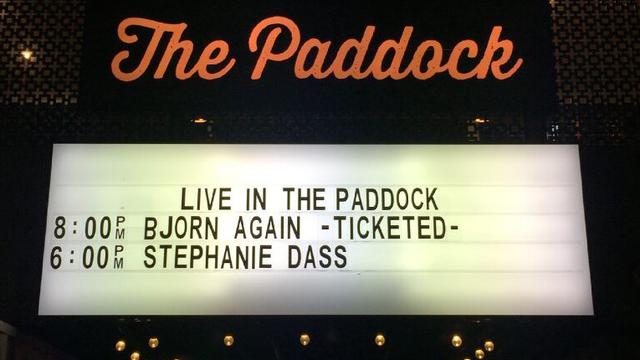 The Paddock
LIVE IN THE PADDOCK
8:00PM BJORN AGAIN -TICKETED-
6:00PM STEPHANIE DASS